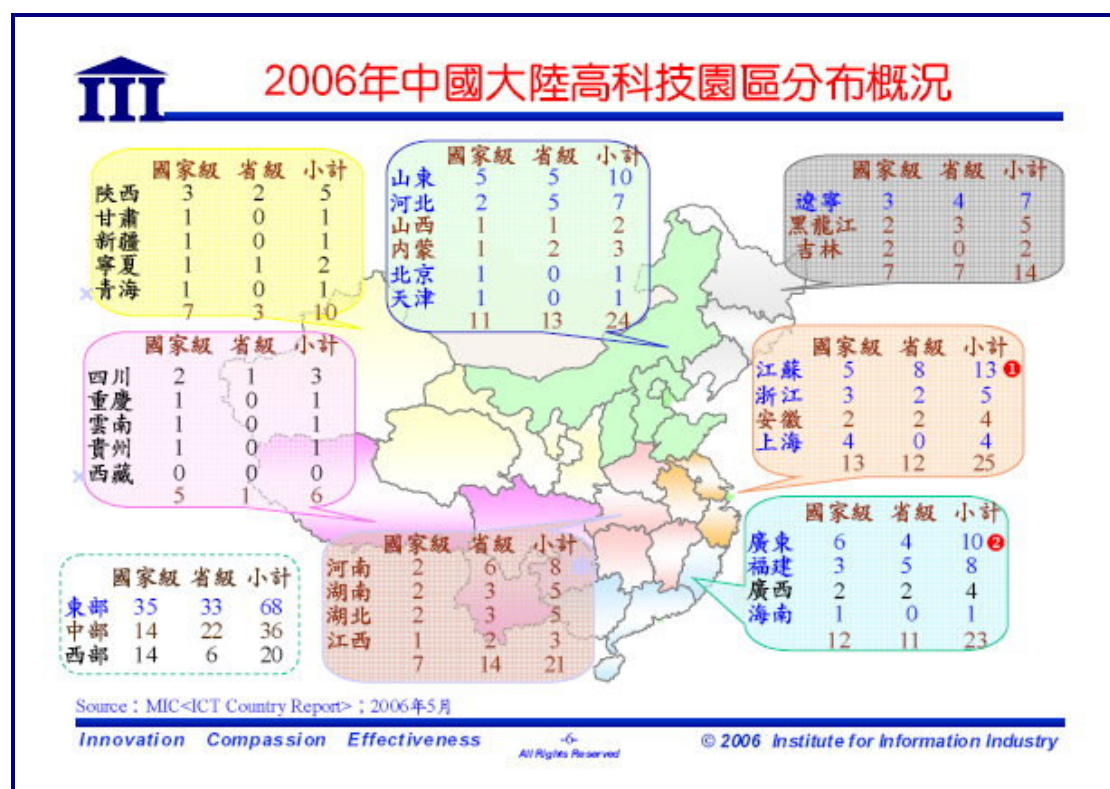 2006年中國大陸高科技園區分布概況
國家級 省級 小計
陝西 3 2 5
甘肅 1 0 1
新疆 1 0 1
寧夏 1 1 2
青海 1 0 1
7 3 10
國家級 省級 小計
山東 5 5 10
河北 2 5 7
山西 1 1 2
內蒙 1 2 3
北京 1 0 1
天津 1 0 1
11 13 24
國家級 省級 小計
遼寧 3 4 7
黑龍江 2 3 5
吉林 2 0 2
7 7 14
國家級 省級 小計
四川 2 1 3
重慶 1 0 1
雲南 1 0 1
貴州 1 0 1
西藏 0 0 0
5 1 6
國家級 省級 小計
江蘇 5 8 13 1
浙江 3 2 5
安徽 2 2 4
上海 4 0 4
13 12 25
國家級 省級 小計
東部 35 33 68
中部 14 22 36
西部 14 6 20
國家級 省級 小計
河南 2 6 8
湖南 2 3 5
湖北 2 3 5
江西 1 2 3
7 14 21
國家級 省級 小計
廣東 6 4 10 2
福建 3 5 8
廣西 2 2 4
海南 1 0 1
12 11 23
Source：MIC<ICT Country Report>；2006年5月
Innovation Compassion Effectiveness
-6-
All Rights Reserved
© 2006 Institute for Information Industry